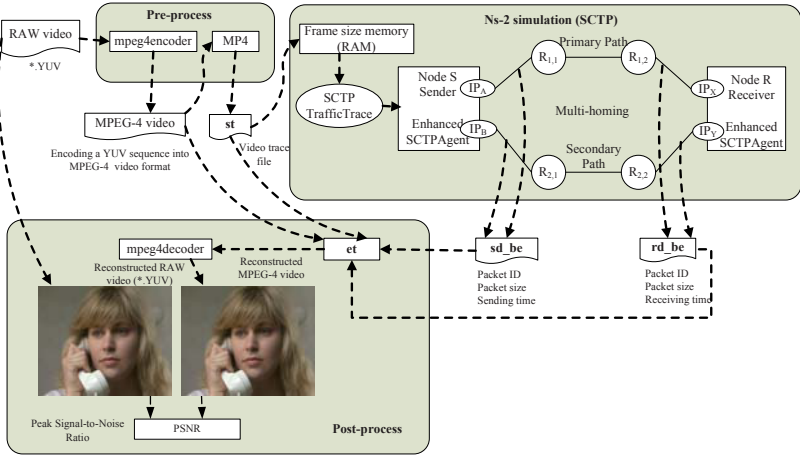 Pre-process
RAW video
*.YUV
mpeg4encoder
MP4
MPEG-4 video
Encoding a YUV sequence into
MPEG-4 video format
st
Video trace
file
Ns-2 simulation (SCTP)
Frame size memory
(RAM)
SCTP
TrafficTrace
Node S
Sender
Enhanced
SCTPAgent
IPA
IPB
R1,1
Primary Path
R1,2
Multi-homing
Secondary
Path
R2,1
R2,2
IPX
IPY
Node R
Receiver
Enhanced
SCTPAgent
mpeg4decoder
Reconstructed RAW
video (*.YUV)
Reconstructed
MPEG-4 video
et
sd_be
Packet ID
Packet size
Sending time
rd_be
Packet ID
Packet size
Receiving time
Peak Signal-to-Noise
Ratio
PSNR
Post-process